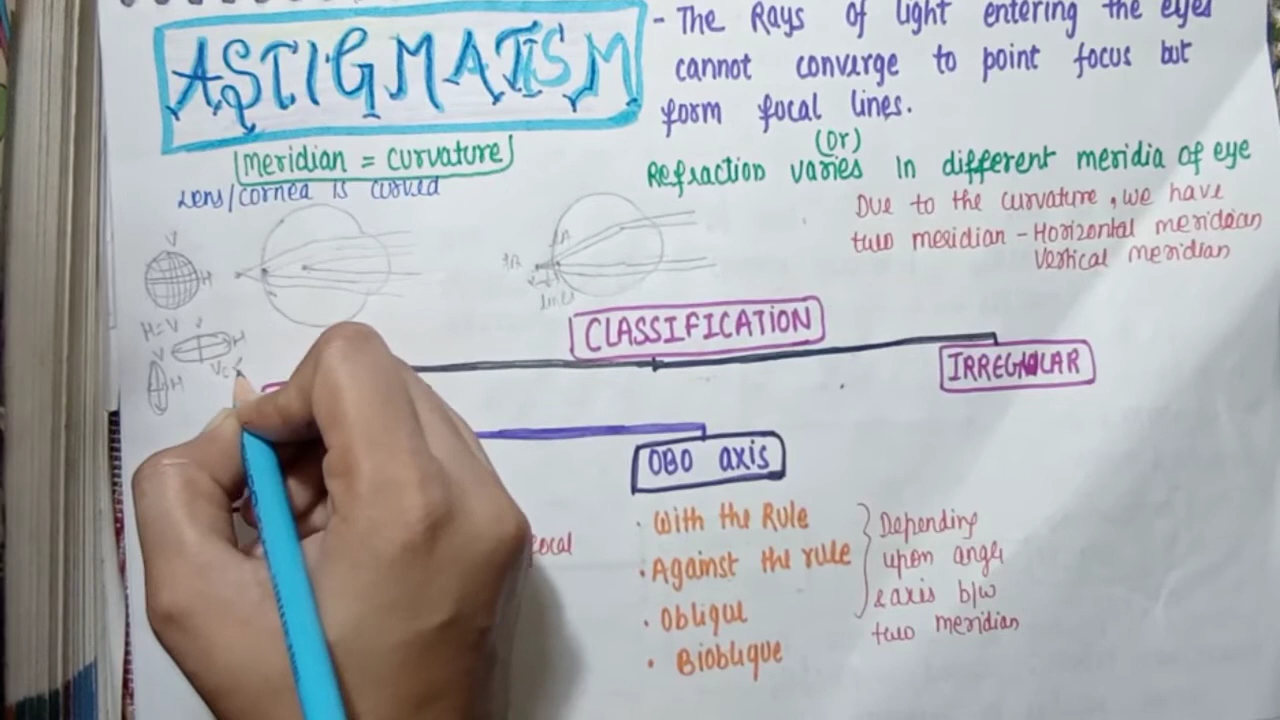 ASTIGMATISM
- The Rays of light entering the eyes
cannot converge to point focus but
form focal lines.
(Or)
Refraction varies in different meridia of eye
meridian = curvature
Lens/cornea is curved
Due to the curvature, we have
two meridian - Horizontal meridian
Vertical meridian
V
H
H=V
V
H
V
H
CLASSIFICATION
IRREGULAR
OBO axis
focal
• With the Rule
• Against the rule
• Oblique
• Bioblique
Depending
upon angle
& axis b/w
two meridian